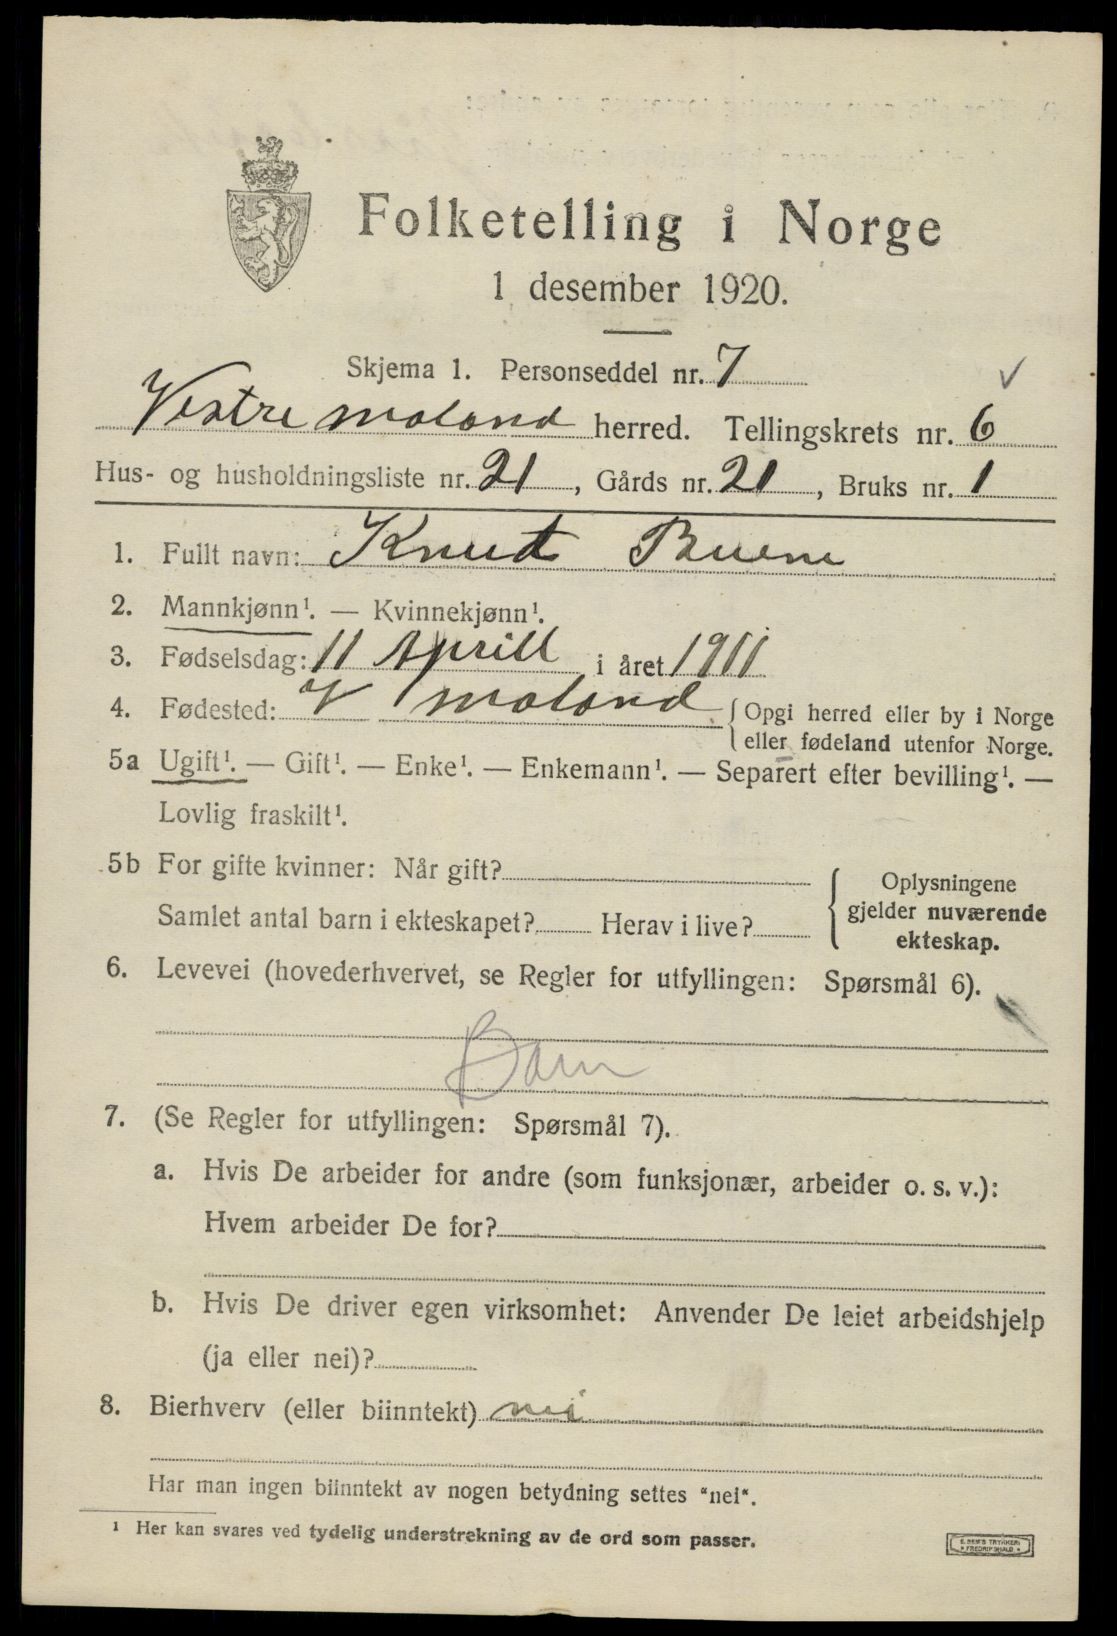 Folketelling i Norge
1 desember 1920.
Skjema 1. Personseddel nr. 7
Vestre moland herred. Tellingskrets nr. 6
Hus- og husholdningsliste nr. 21, Gårds nr. 21, Bruks nr. 1
1. Fullt navn: Knut Buene
2. Mannkjønn¹. — Kvinnekjønn¹.
3. Fødselsdag: 11 Aprill i året 1911
4. Fødested: V moland { Opgi herred eller by i Norge
eller fødeland utenfor Norge.
5a Ugift¹. — Gift¹. — Enke¹. — Enkemann¹. — Separert efter bevilling¹. —
Lovlig fraskilt¹.
5b For gifte kvinner: Når gift?
Samlet antal barn i ekteskapet? Herav i live?
{ Oplysningene
gjelder nuværende
ekteskap.
6. Levevei (hovederhvervet, se Regler for utfyllingen: Spørsmål 6).
Barn
7. (Se Regler for utfyllingen: Spørsmål 7).
a. Hvis De arbeider for andre (som funksjonær, arbeider o. s. v.):
Hvem arbeider De for?
b. Hvis De driver egen virksomhet: Anvender De leiet arbeidshjelp
(ja eller nei)?
8. Bierhverv (eller biinntekt) nei
Har man ingen biinntekt av nogen betydning settes "nei".
¹ Her kan svares ved tydelig understrekning av de ord som passer.
TRYKKERI
FREDRIKSHALD